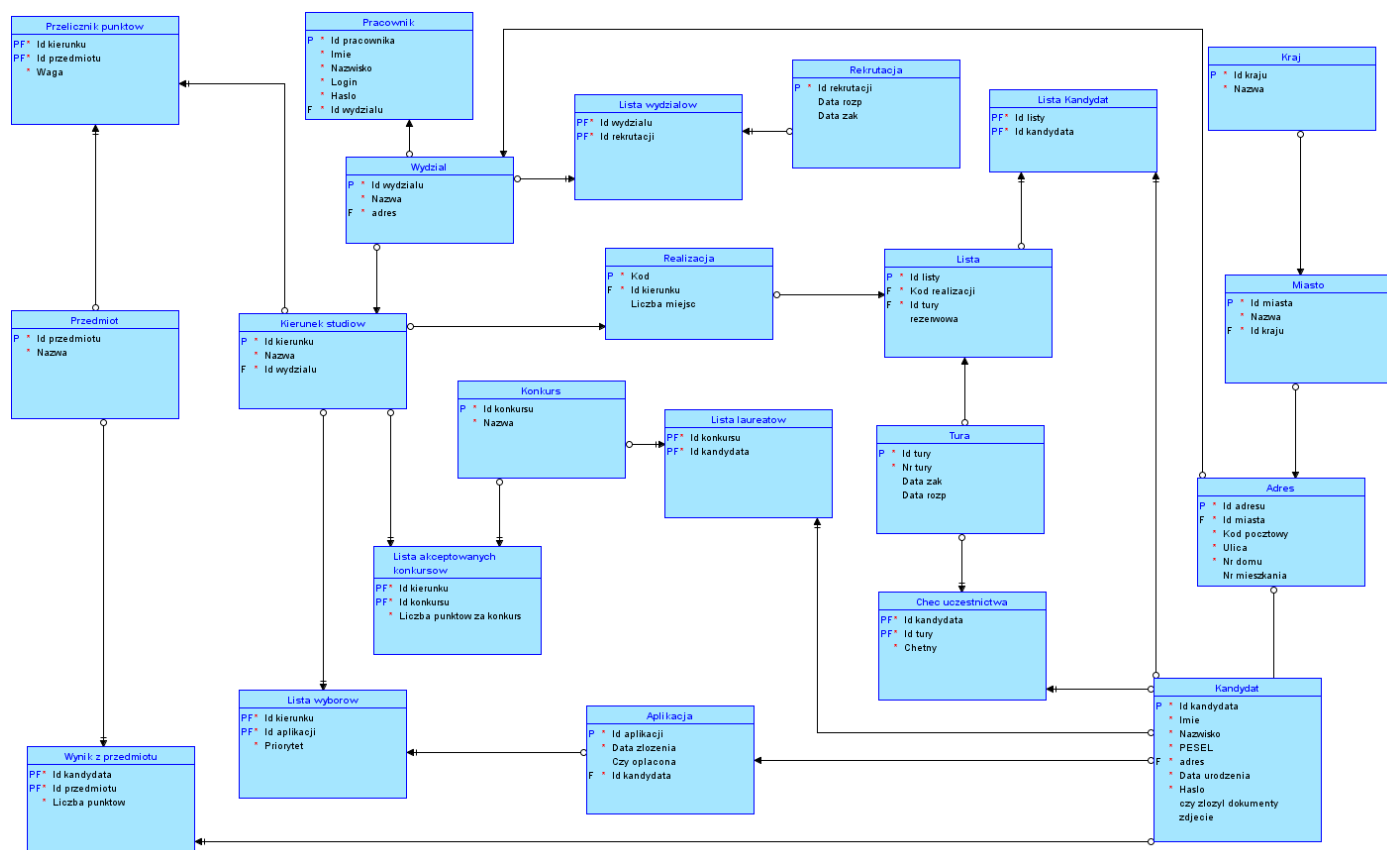 Przelicznik punktow
PF* Id kierunku
PF* Id przedmiotu
* Waga
Pracownik
P * Id pracownika
* Imie
* Nazwisko
* Login
* Haslo
F * Id wydzialu
Rekrutacja
P * Id rekrutacji
Data rozp
Data zak
Kraj
P * Id kraju
* Nazwa
Lista wydzialow
PF* Id wydzialu
PF* Id rekrutacji
Lista Kandydat
PF* Id listy
PF* Id kandydata
Wydzial
P * Id wydzialu
* Nazwa
F * adres
Realizacja
P * Kod
F * Id kierunku
Liczba miejsc
Lista
P * Id listy
F * Kod realizacji
F * Id tury
rezerwowa
Miasto
P * Id miasta
* Nazwa
F * Id kraju
Przedmiot
P * Id przedmiotu
* Nazwa
Kierunek studiow
P * Id kierunku
* Nazwa
F * Id wydzialu
Konkurs
P * Id konkursu
* Nazwa
Lista laureatow
PF* Id konkursu
PF* Id kandydata
Tura
P * Id tury
* Nr tury
Data zak
Data rozp
Adres
P * Id adresu
F * Id miasta
* Kod pocztowy
* Ulica
* Nr domu
Nr mieszkania
Lista akceptowanych
konkursow
PF* Id kierunku
PF* Id konkursu
* Liczba punktow za konkurs
Chec uczestnictwa
PF* Id kandydata
PF* Id tury
* Chetny
Lista wyborow
PF* Id kierunku
PF* Id aplikacji
* Priorytet
Aplikacja
P * Id aplikacji
* Data zlozenia
Czy oplacona
F * Id kandydata
Kandydat
P * Id kandydata
* Imie
* Nazwisko
* PESEL
F * adres
* Data urodzenia
* Haslo
czy zlozyl dokumenty
zdjecie
Wynik z przedmiotu
PF* Id kandydata
PF* Id przedmiotu
* Liczba punktow